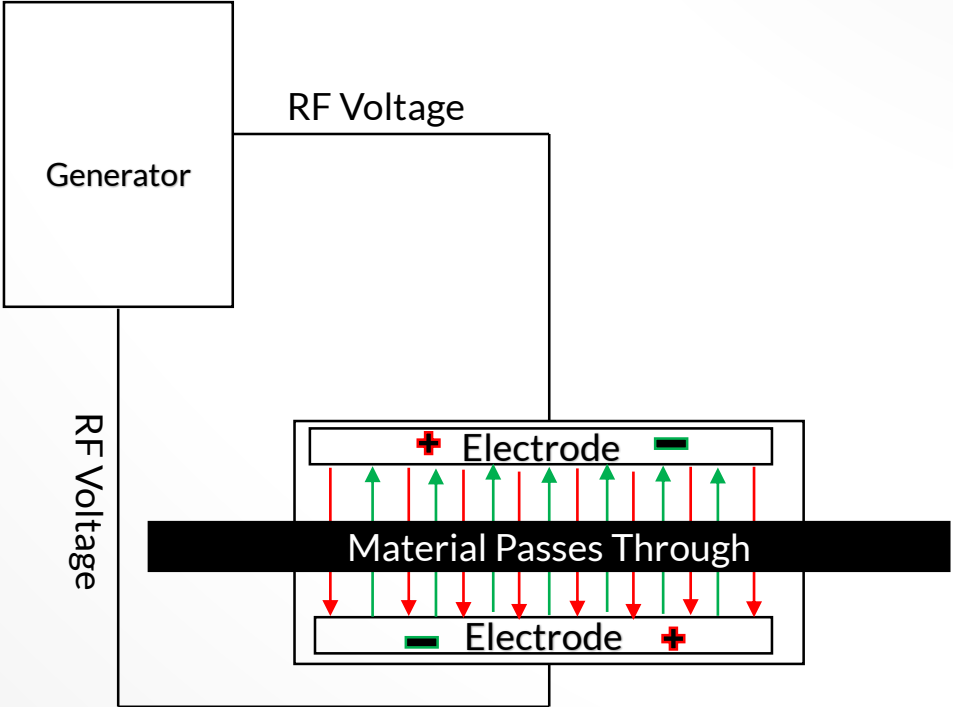 RF Voltage
Generator
RF Voltage
+ Electrode -
Material Passes Through
- Electrode +